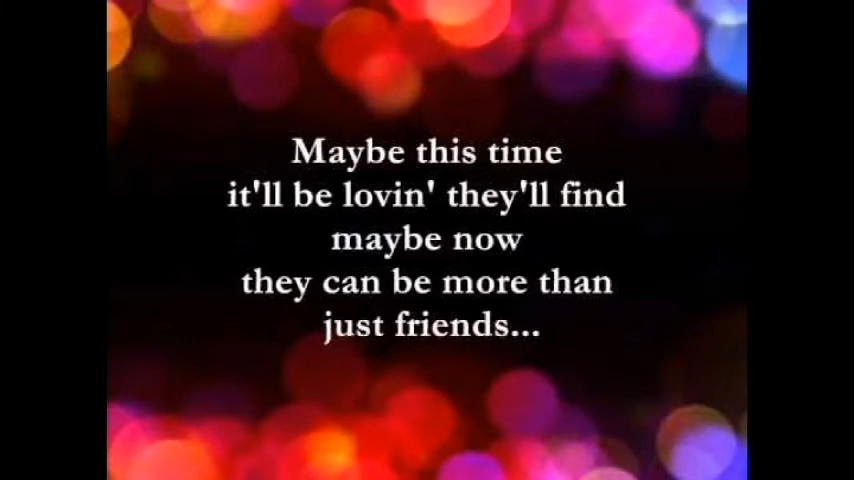 Maybe this time
it'll be lovin' they'll find
maybe now
they can be more than
just friends...